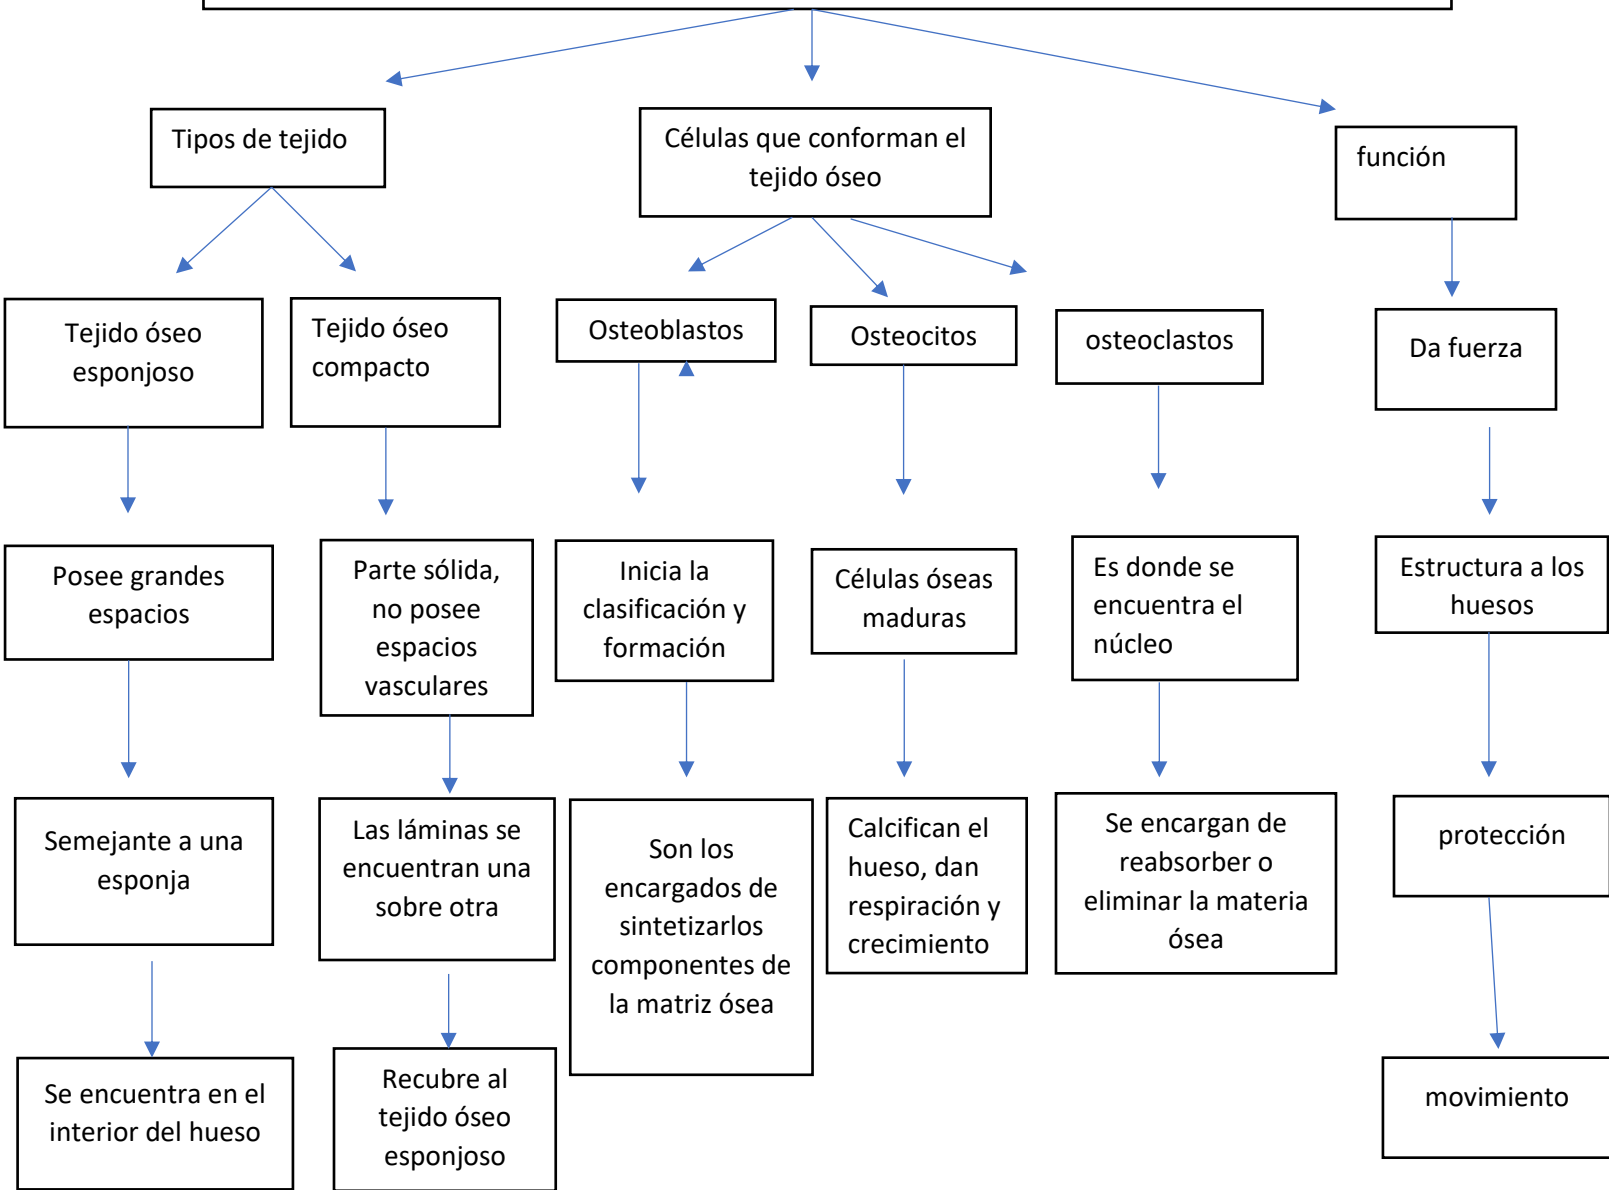 Tipos de tejido
Células que conforman el
tejido óseo
función
Tejido óseo
esponjoso
Tejido óseo
compacto
Osteoblastos
Osteocitos
osteoclastos
Da fuerza
Posee grandes
espacios
Parte sólida,
no posee
espacios
vasculares
Inicia la
clasificación y
formación
Células óseas
maduras
Es donde se
encuentra el
núcleo
Estructura a los
huesos
Semejante a una
esponja
Las láminas se
encuentran una
sobre otra
Son los
encargados de
sintetizarlos
componentes de
la matriz ósea
Calcifican el
hueso, dan
respiración y
crecimiento
Se encargan de
reabsorber o
eliminar la materia
ósea
protección
Se encuentra en el
interior del hueso
Recubre al
tejido óseo
esponjoso
movimiento